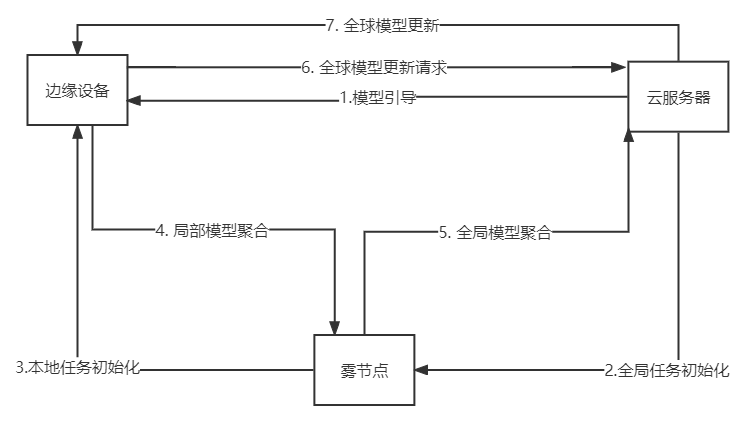 7. 全球模型更新
6. 全球模型更新请求
边缘设备
1.模型引导
云服务器
4. 局部模型聚合
5. 全局模型聚合
3.本地任务初始化
雾节点
2.全局任务初始化